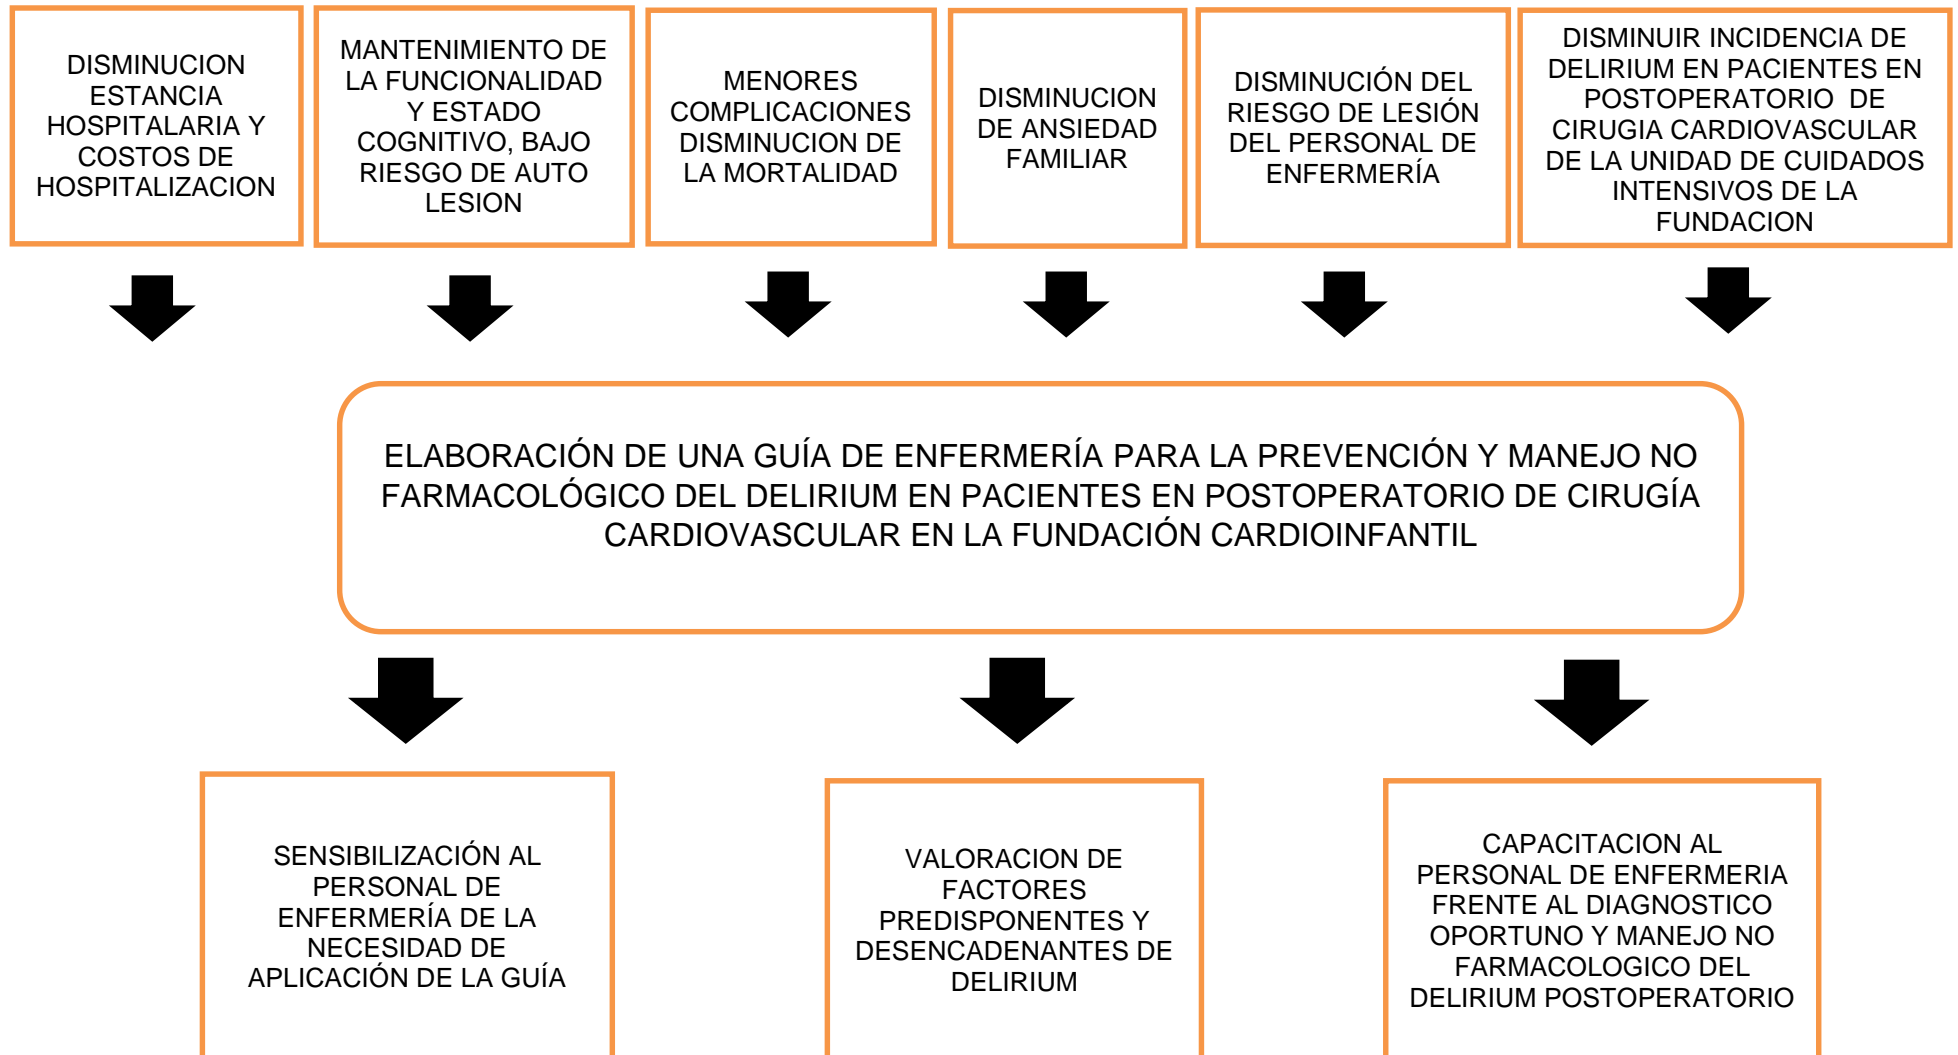 DISMINUCION
ESTANCIA
HOSPITALARIA Y
COSTOS DE
HOSPITALIZACION
MANTENIMIENTO DE
LA FUNCIONALIDAD
Y ESTADO
COGNITIVO, BAJO
RIESGO DE AUTO
LESION
MENORES
COMPLICACIONES
DISMINUCION DE
LA MORTALIDAD
DISMINUCION
DE ANSIEDAD
FAMILIAR
DISMINUCIÓN DEL
RIESGO DE LESIÓN
DEL PERSONAL DE
ENFERMERÍA
DISMINUIR INCIDENCIA DE
DELIRIUM EN PACIENTES EN
POSTOPERATORIO DE
CIRUGIA CARDIOVASCULAR
DE LA UNIDAD DE CUIDADOS
INTENSIVOS DE LA
FUNDACION
ELABORACIÓN DE UNA GUÍA DE ENFERMERÍA PARA LA PREVENCIÓN Y MANEJO NO
FARMACOLÓGICO DEL DELIRIUM EN PACIENTES EN POSTOPERATORIO DE CIRUGÍA
CARDIOVASCULAR EN LA FUNDACIÓN CARDIOINFANTIL
SENSIBILIZACIÓN AL
PERSONAL DE
ENFERMERÍA DE LA
NECESIDAD DE
APLICACIÓN DE LA GUÍA
VALORACION DE
FACTORES
PREDISPONENTES Y
DESENCADENANTES DE
DELIRIUM
CAPACITACION AL
PERSONAL DE ENFERMERIA
FRENTE AL DIAGNOSTICO
OPORTUNO Y MANEJO NO
FARMACOLOGICO DEL
DELIRIUM POSTOPERATORIO